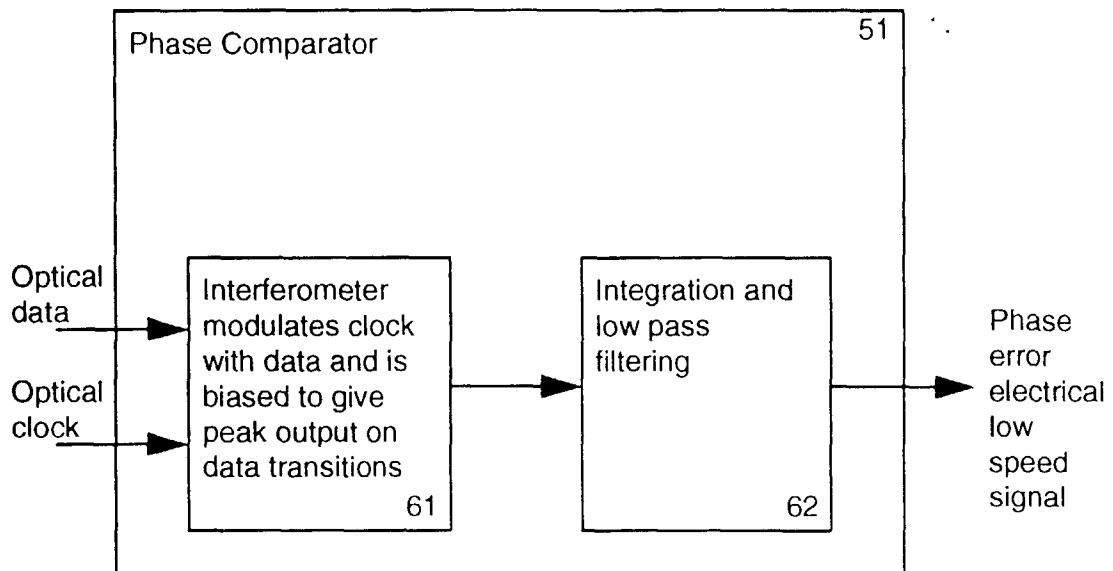 51
Phase Comparator
Optical
data
Optical
clock
Interferometer
modulates clock
with data and is
biased to give
peak output on
data transitions
61
Integration and
low pass
filtering
62
Phase
error
electrical
low
speed
signal